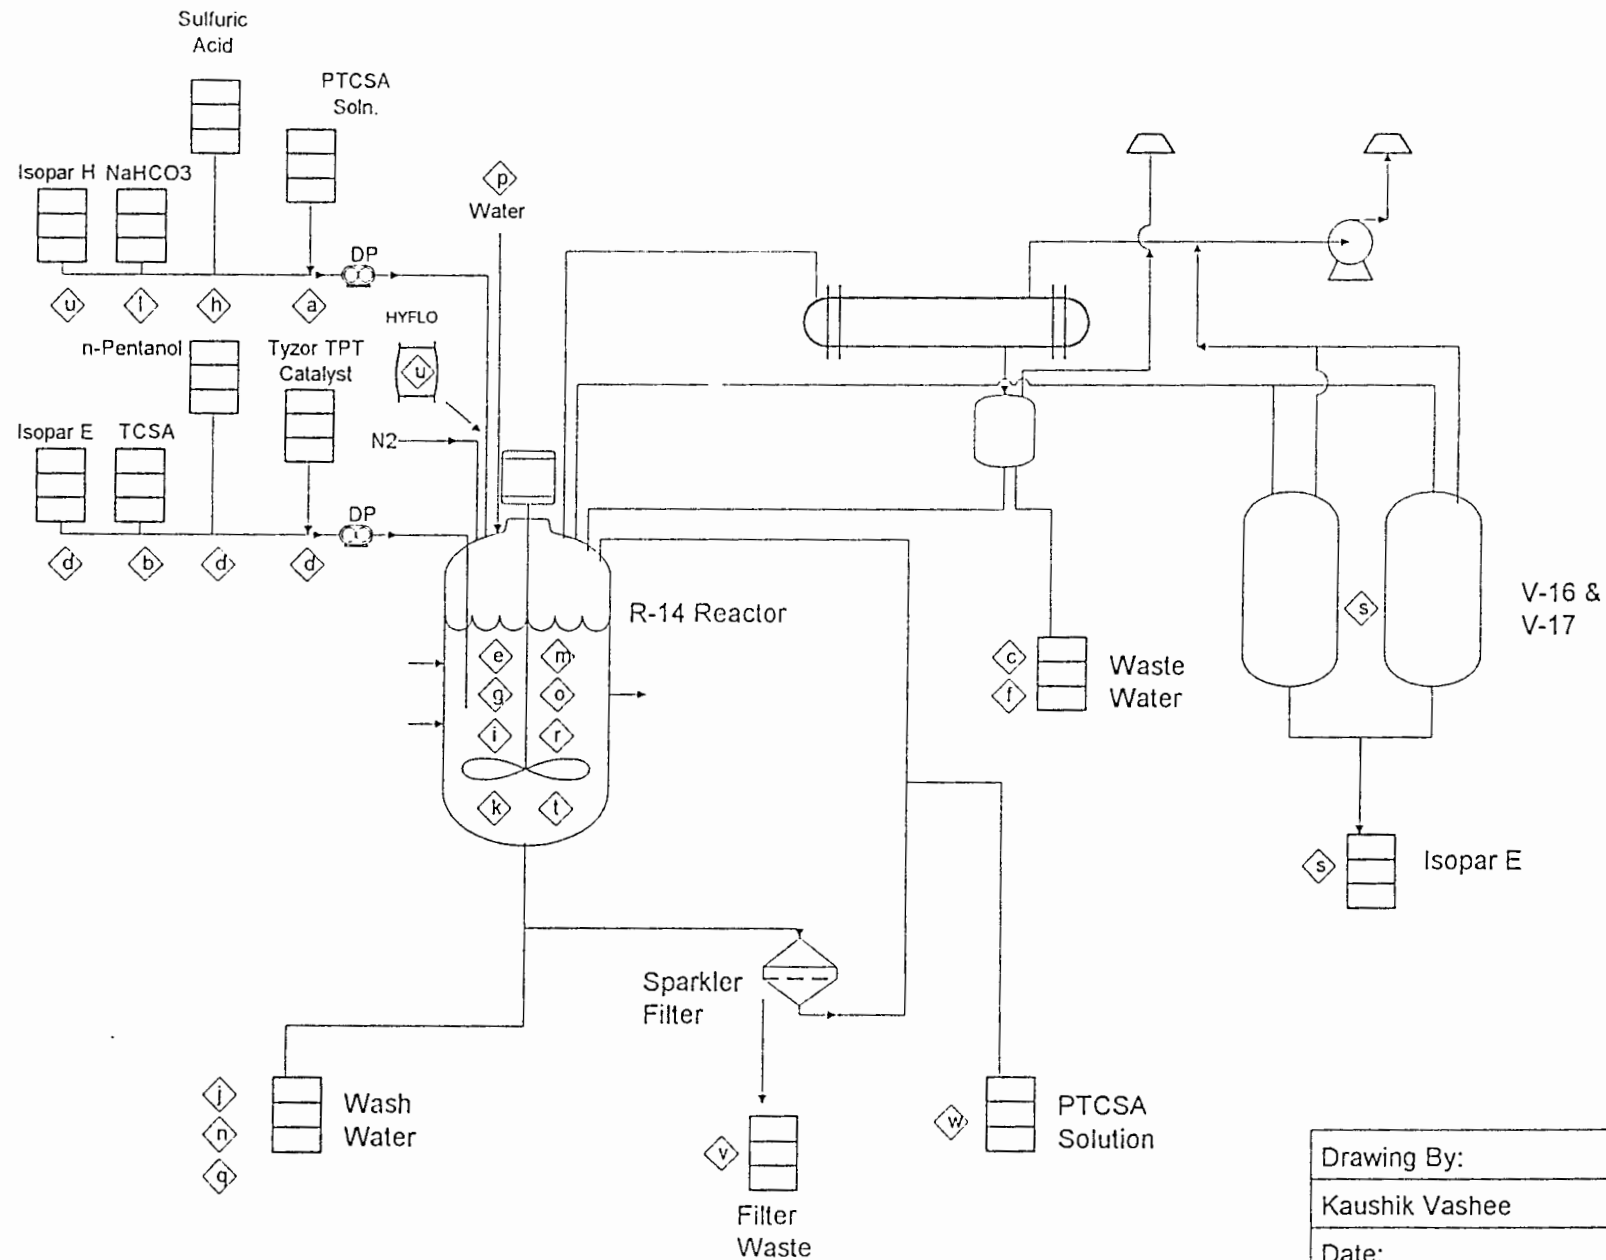 Sulfuric
Acid
PTCSA
Soln.
Isopar H
NaHCO3
p
Water
DP
u
l
h
a
HYFLO
u
n-Pentanol
Tyzor TPT
Catalyst
Isopar E
TCSA
N2
DP
d
b
d
d
R-14 Reactor
e
m
g
o
i
r
k
t
c
f
Waste
Water
s
V-16 &
V-17
s
Isopar E
Sparkler
Filter
j
n
q
Wash
Water
v
Filter
Waste
w
PTCSA
Solution
Drawing By:
Kaushik Vashee
Date: